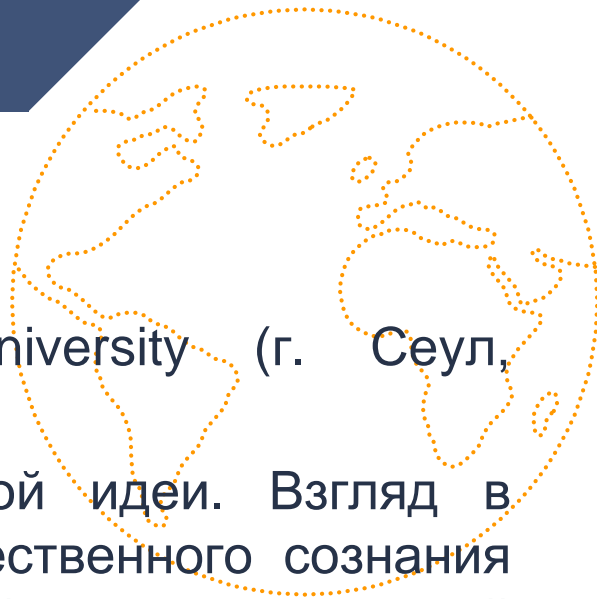 niversity (г. Сеул,
ой идеи. Взгляд в
ественного сознания